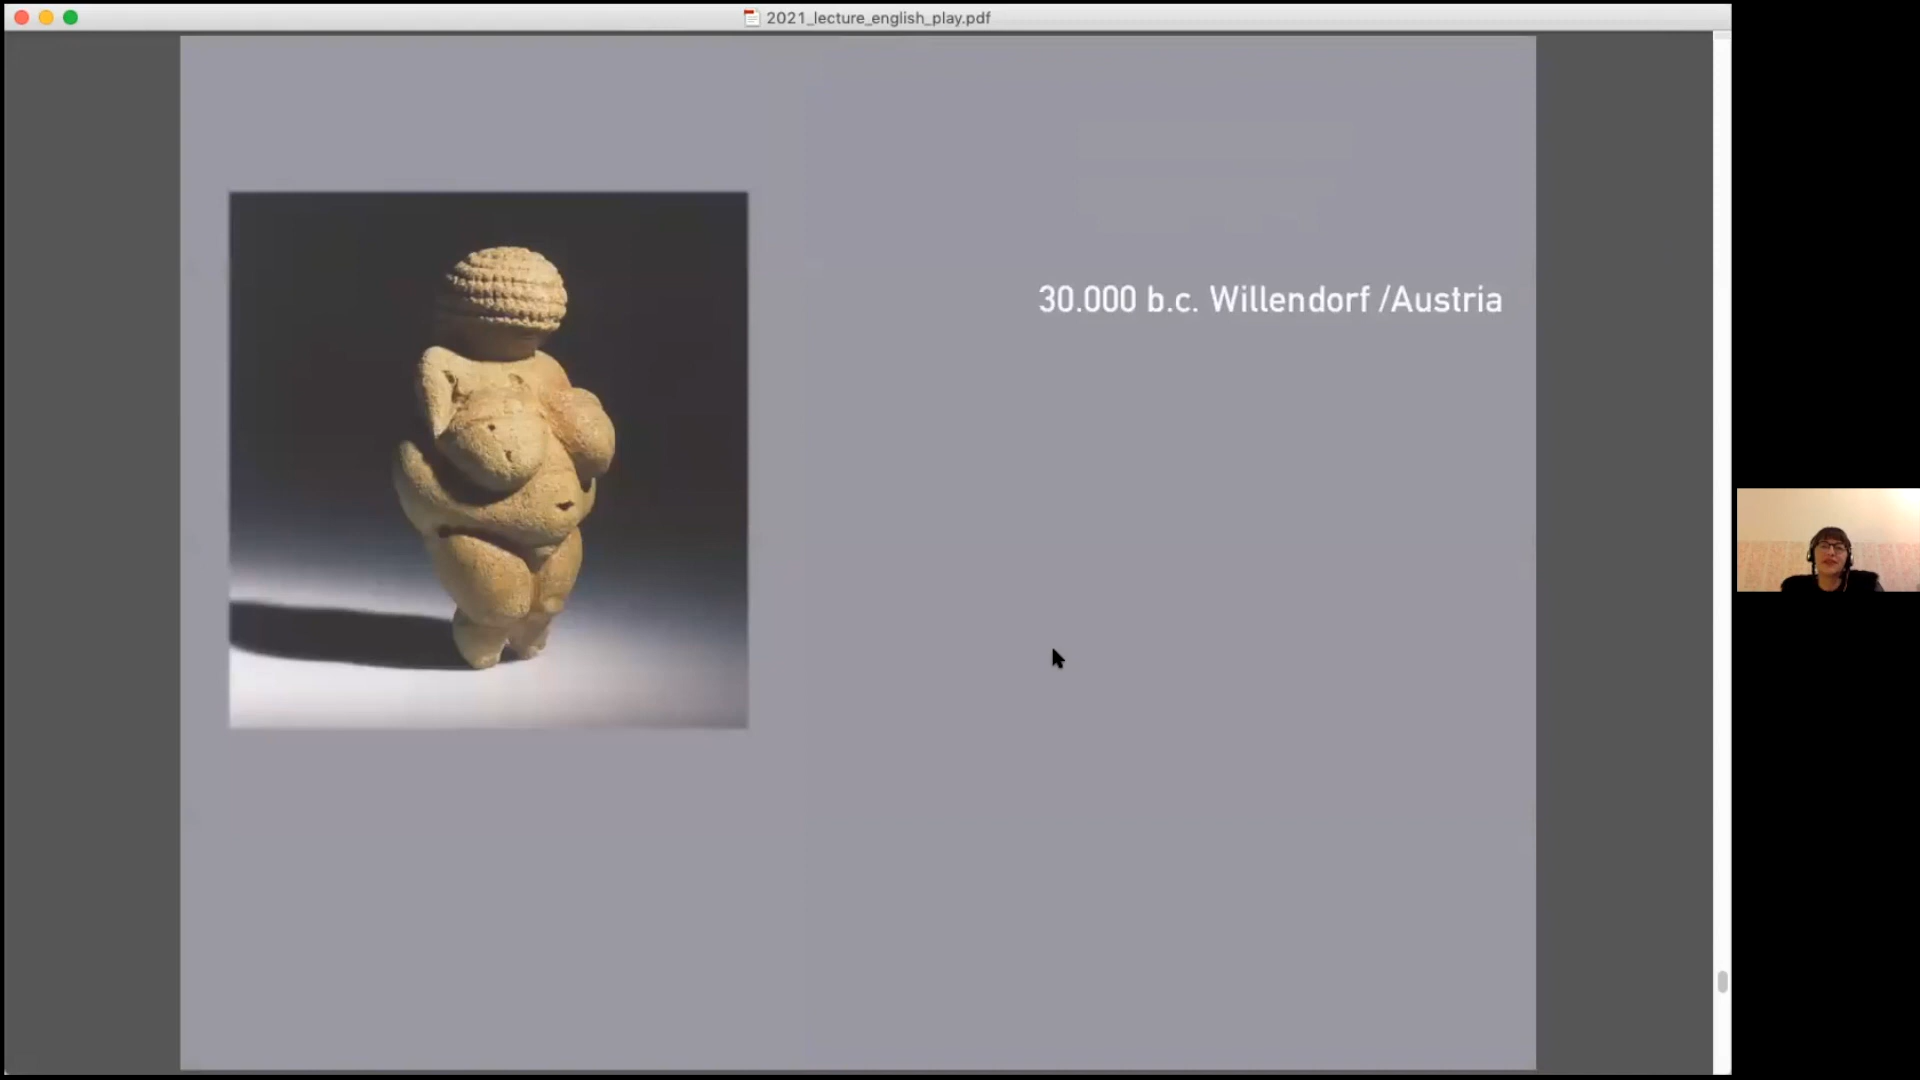 2021_lecture_english_play.pdf
30.000 b.c. Willendorf /Austria